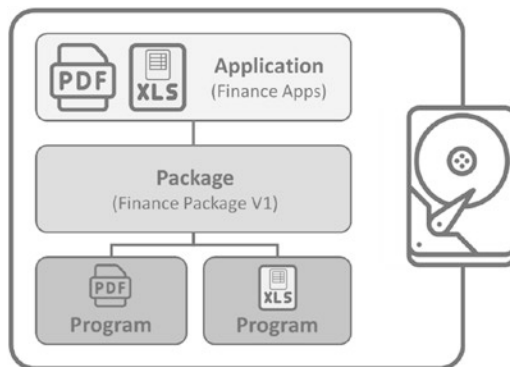 PDF
XLS
Application
(Finance Apps)
Package
(Finance Package V1)
PDF
Program
XLS
Program